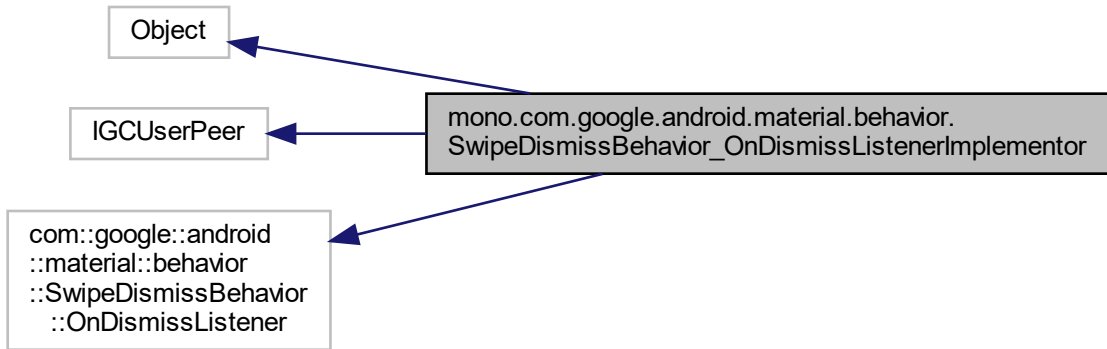 Object
IGCUserPeer
mono.com.google.android.material.behavior.
SwipeDismissBehavior_OnDismissListenerImplementor
com::google::android
::material::behavior
::SwipeDismissBehavior
::OnDismissListener